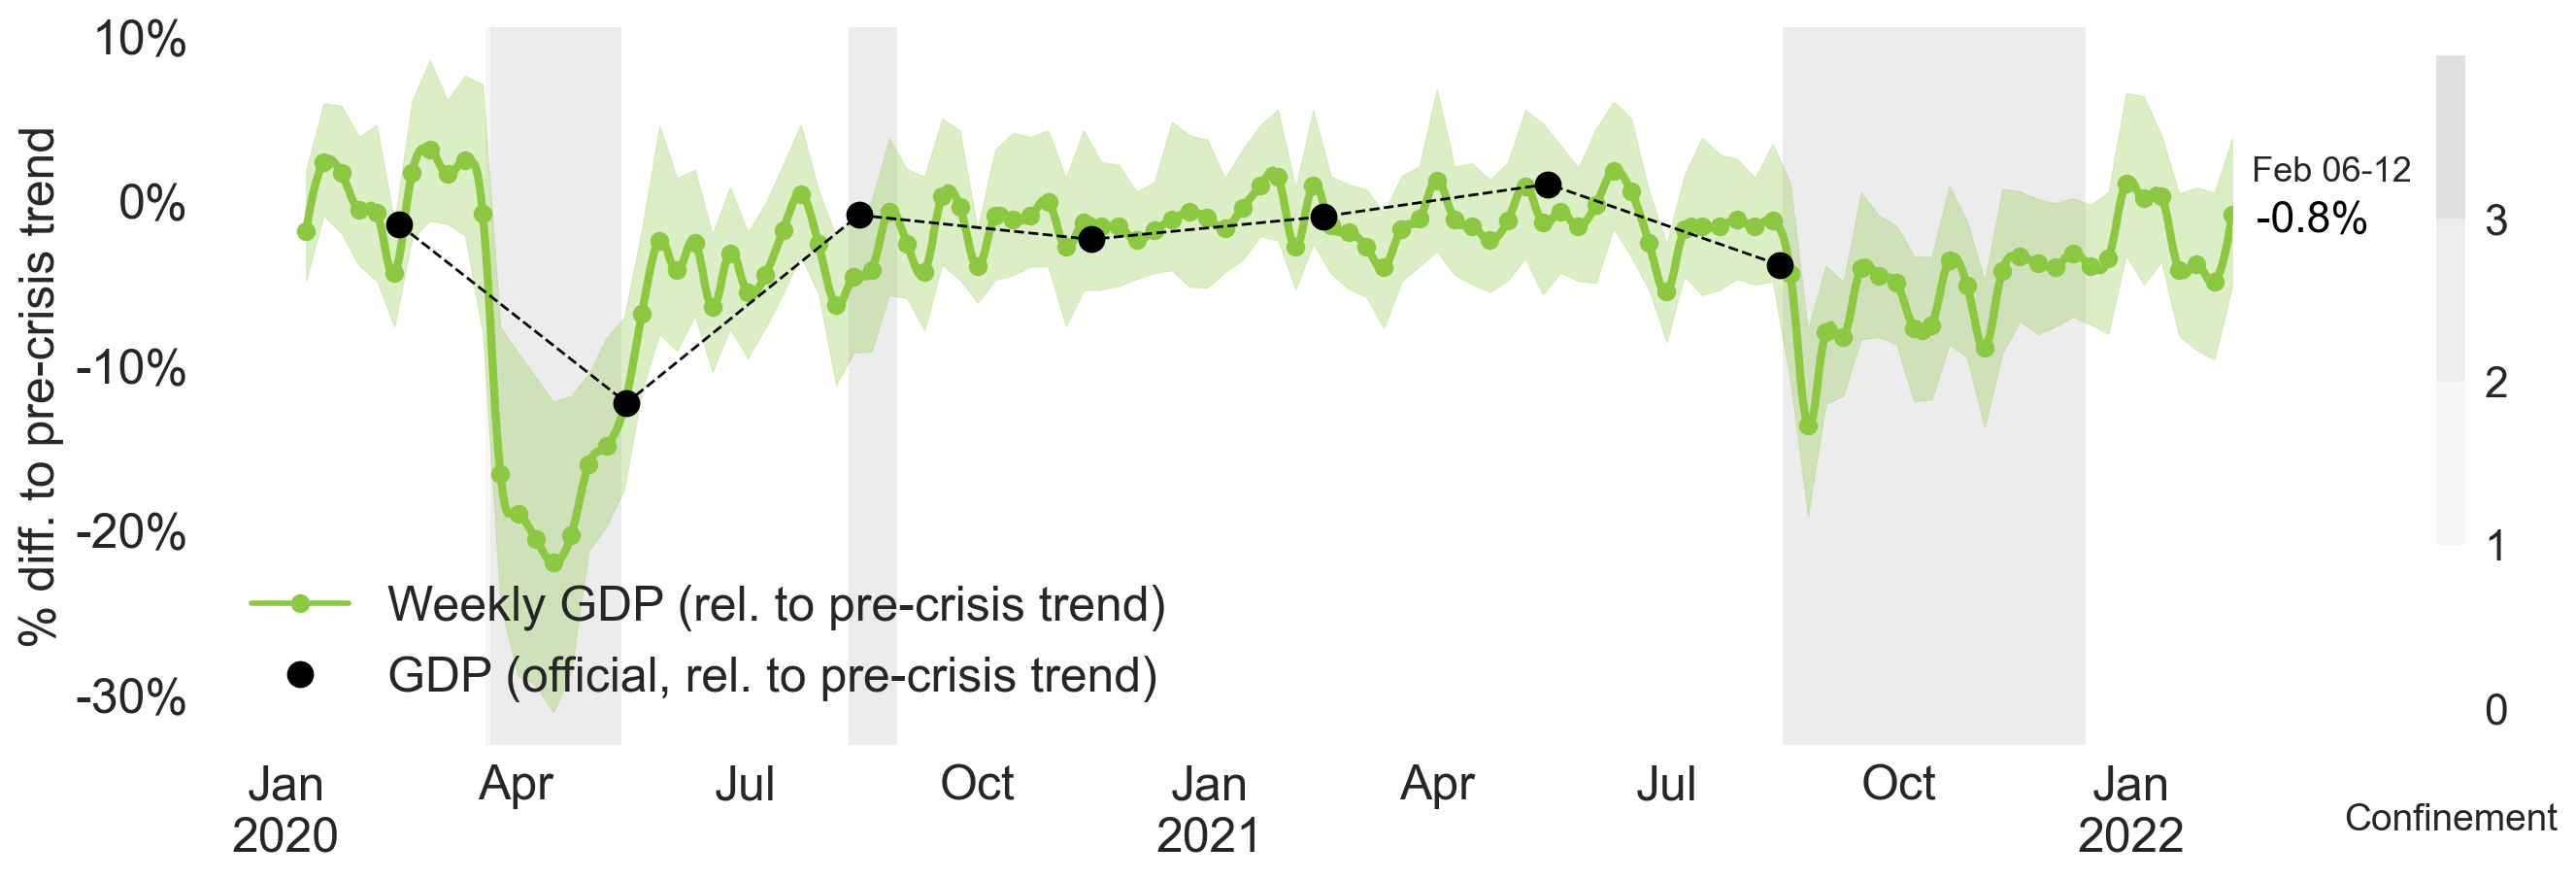 10%
0%
-10%
-20%
-30%
% diff. to pre-crisis trend
Weekly GDP (rel. to pre-crisis trend)
GDP (official, rel. to pre-crisis trend)
Feb 06-12
-0.8%
3
2
1
0
Confinement
Jan Apr Jul Oct Jan Apr Jul Oct Jan
2020 2021 2022